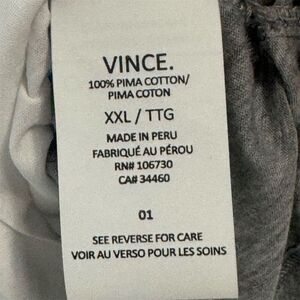 VINCE.
100% PIMA COTTON/
PIMA COTON
XXL / TTG
MADE IN PERU
FABRIQUÉ AU PÉROU
RN# 106730
CA# 34460
01
SEE REVERSE FOR CARE
VOIR AU VERSO POUR LES SOINS